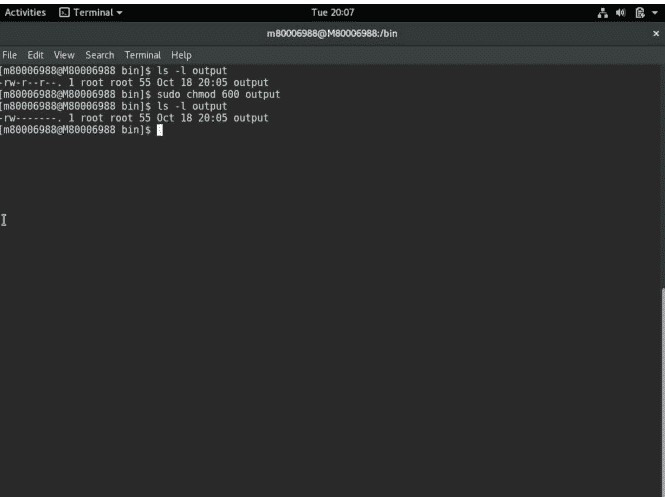 Activities Terminal Tue 20:07
m80006988@M80006988:/bin ×
File Edit View Search Terminal Help
[m80006988@M80006988 bin]$ ls -l output
-rw-r--r--. 1 root root 55 Oct 18 20:05 output
[m80006988@M80006988 bin]$ sudo chmod 600 output
[m80006988@M80006988 bin]$ ls -l output
-rw-------. 1 root root 55 Oct 18 20:05 output
[m80006988@M80006988 bin]$